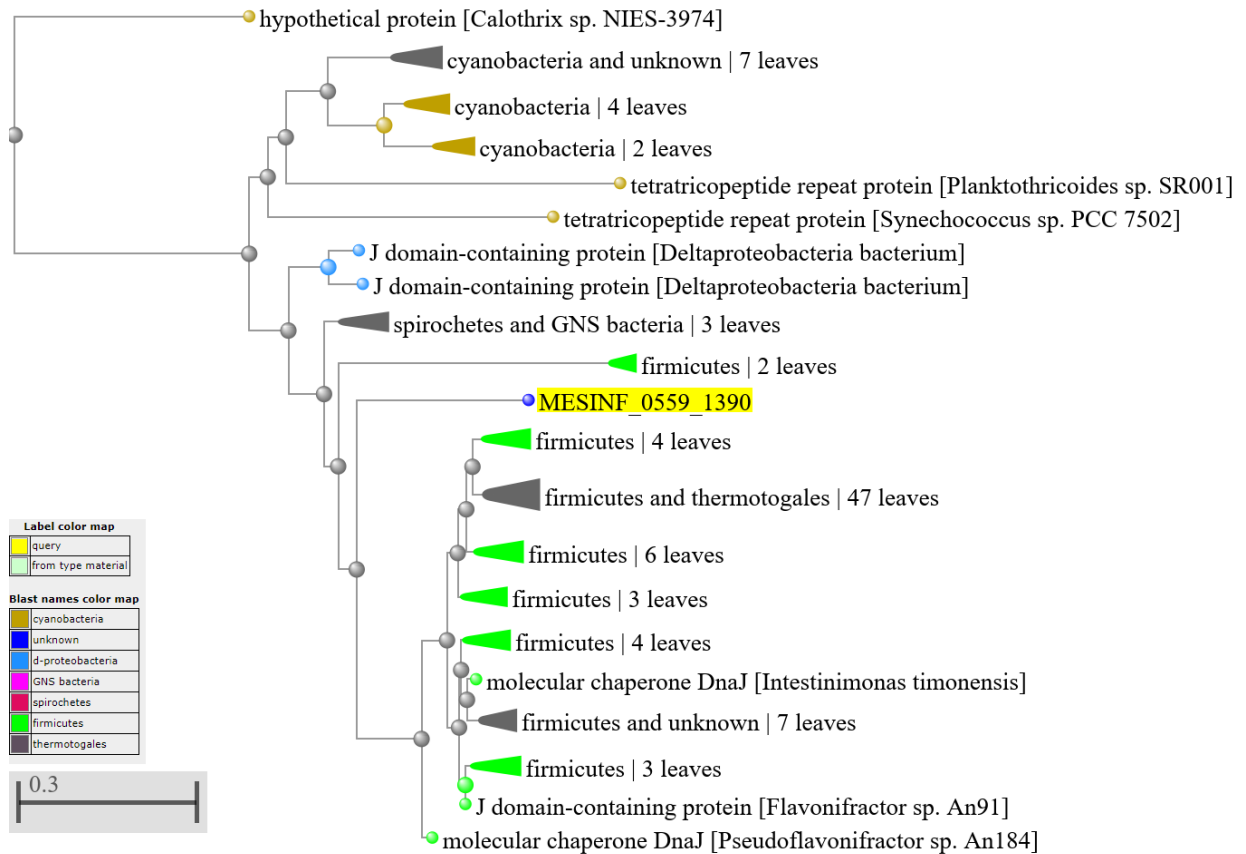 hypothetical protein [Calothrix sp. NIES-3974]
cyanobacteria and unknown | 7 leaves
cyanobacteria | 4 leaves
cyanobacteria | 2 leaves
tetratricopeptide repeat protein [Planktothricoides sp. SR001]
tetratricopeptide repeat protein [Synechococcus sp. PCC 7502]
J domain-containing protein [Deltaproteobacteria bacterium]
J domain-containing protein [Deltaproteobacteria bacterium]
spirochetes and GNS bacteria | 3 leaves
firmicutes | 2 leaves
MESINF_0559_1390
firmicutes | 4 leaves
firmicutes and thermotogales | 47 leaves
firmicutes | 6 leaves
firmicutes | 3 leaves
firmicutes | 4 leaves
molecular chaperone DnaJ [Intestinimonas timonensis]
firmicutes and unknown | 7 leaves
firmicutes | 3 leaves
J domain-containing protein [Flavonifractor sp. An91]
molecular chaperone DnaJ [Pseudoflavonifractor sp. An184]
Label color map
query
from type material
Blast names color map
cyanobacteria
unknown
d-proteobacteria
GNS bacteria
spirochetes
firmicutes
thermotogales
0.3